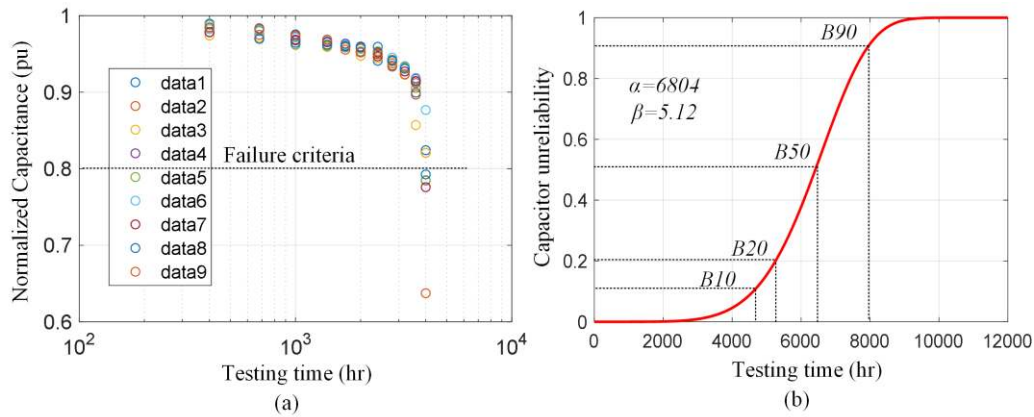 Normalized Capacitance (pu)
1
0.9
0.8
0.7
0.6
data1
data2
data3
data4
data5
data6
data7
data8
data9
Failure criteria
10²
10³
10⁴
Testing time (hr)
(a)
Capacitor unreliability
1
0.8
0.6
0.4
0.2
0
B90
α=6804
β=5.12
B50
B20
B10
0
2000
4000
6000
8000
10000
12000
Testing time (hr)
(b)